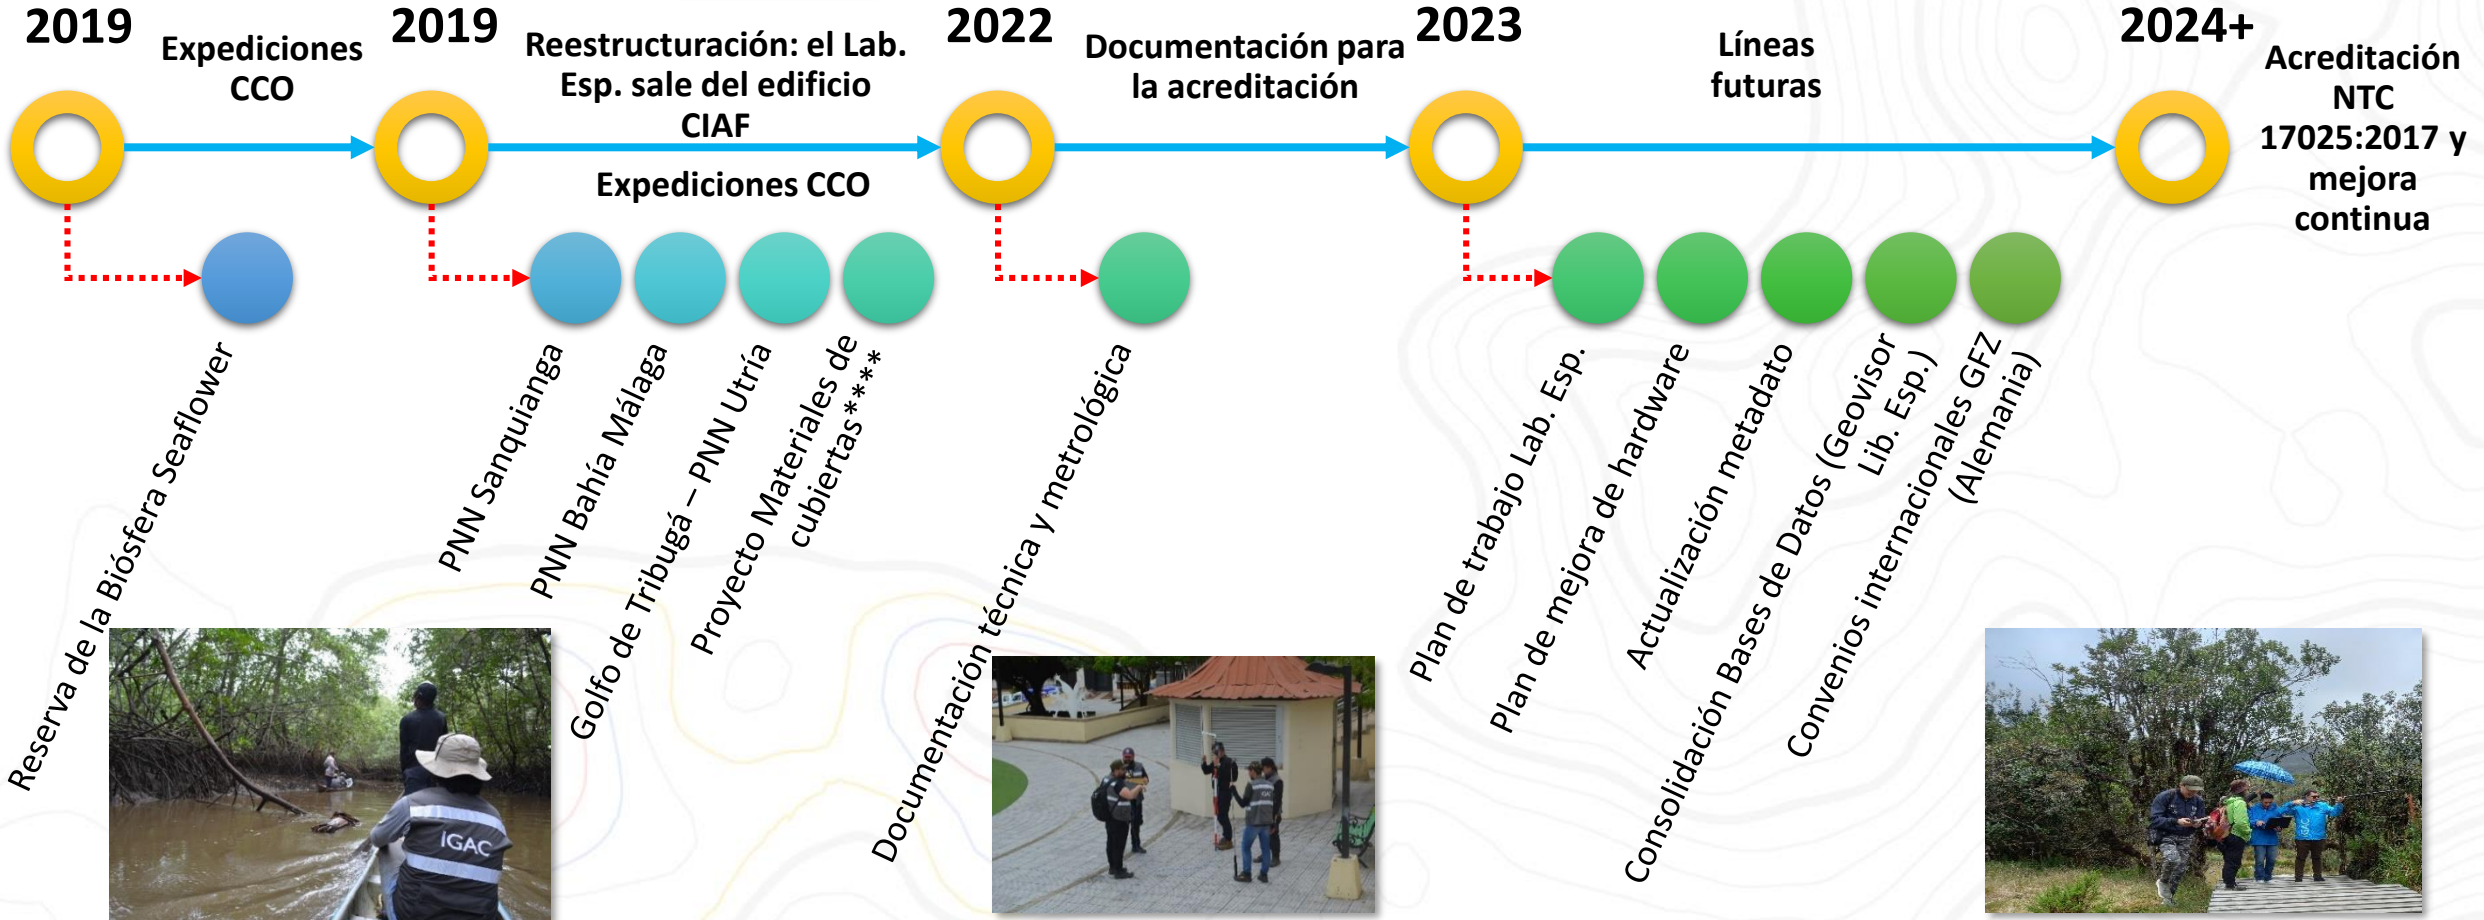 2019
Expediciones
CCO
2019
Reestructuración: el Lab.
Esp. sale del edificio
CIAF
Expediciones CCO
2022
Documentación para
la acreditación
2023
Líneas
futuras
2024+
Acreditación
NTC
17025:2017 y
mejora
continua
Reserva de la Biósfera Seaflower
PNN Sanquianga
PNN Bahía Málaga
Golfo de Tribugá – PNN Utría
Proyecto Materiales de
cubiertas****
Documentación técnica y metrológica
Plan de trabajo Lab. Esp.
Plan de mejora de hardware
Actualización metadato
Consolidación Bases de Datos (Geovisor
Lib. Esp.)
Convenios internacionales GFZ
(Alemania)
IGAC
IGAC